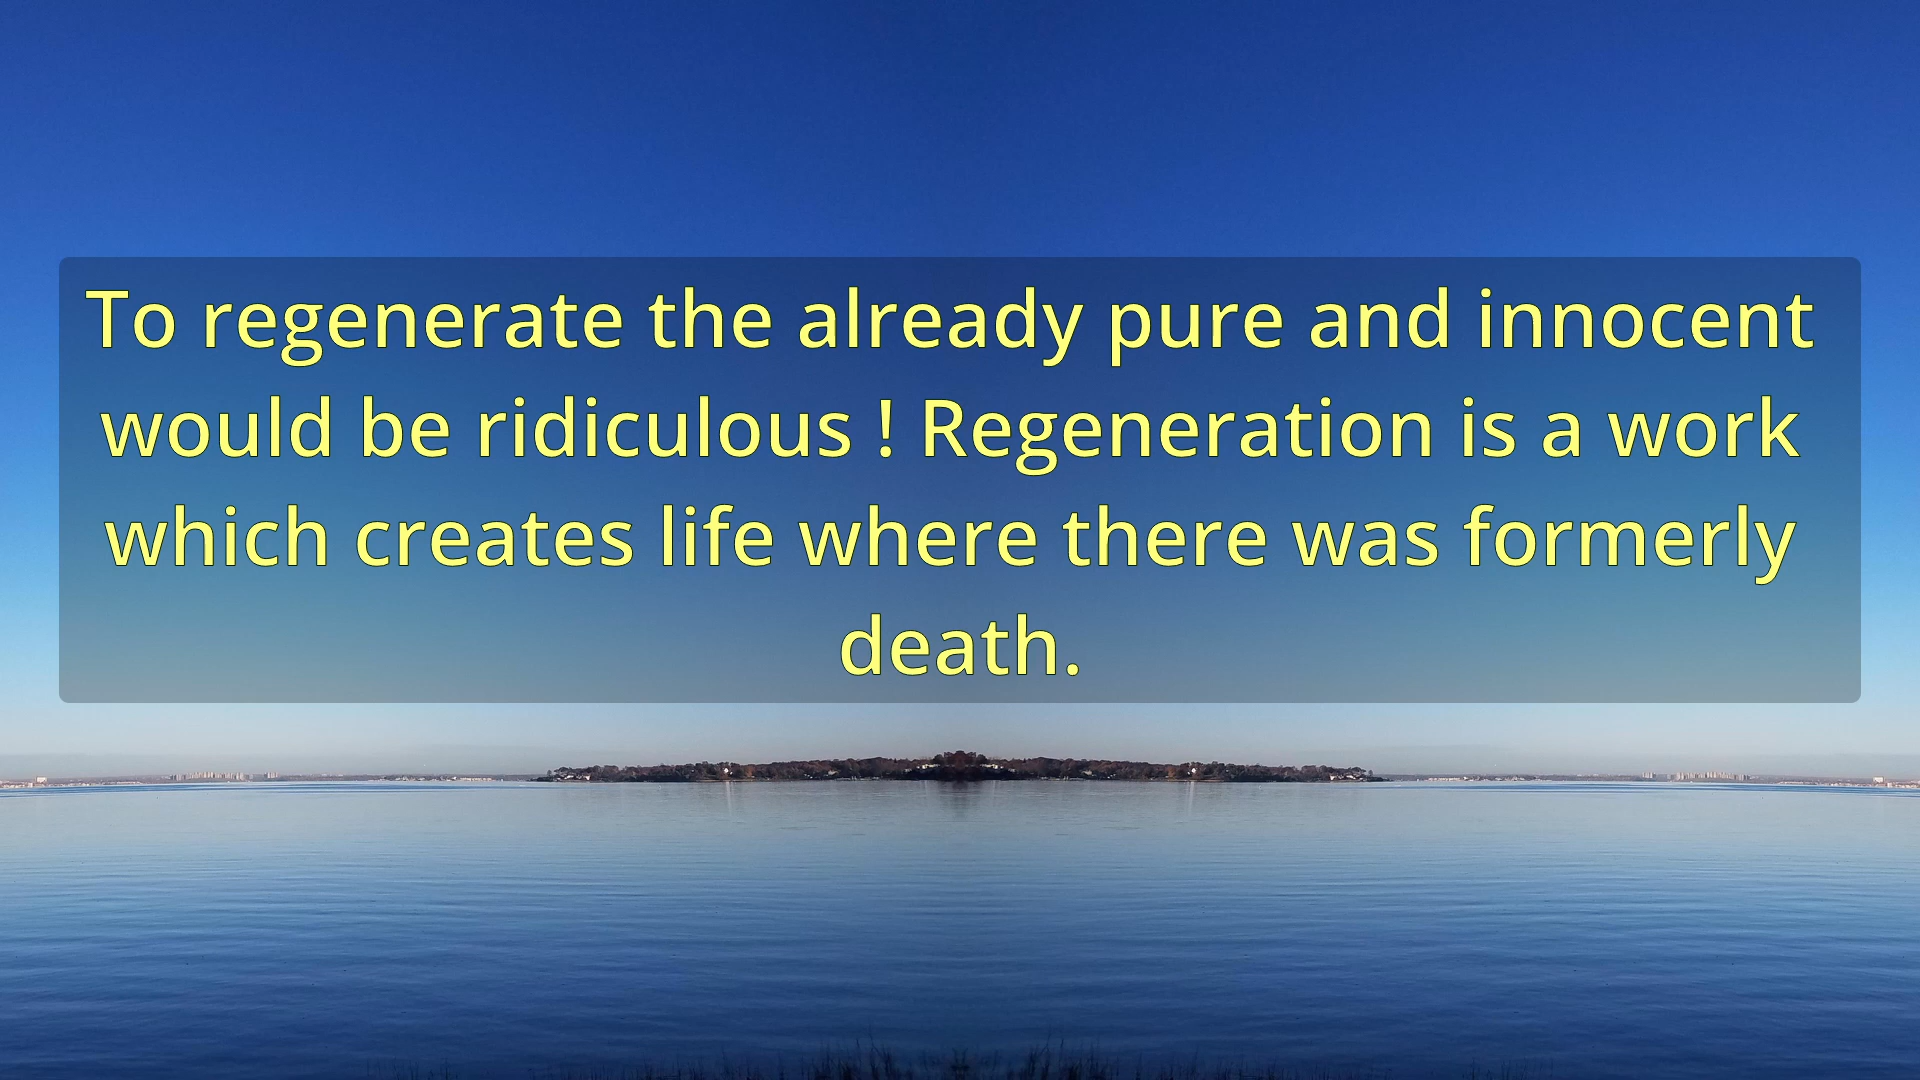 To regenerate the already pure and innocent
would be ridiculous ! Regeneration is a work
which creates life where there was formerly
death.